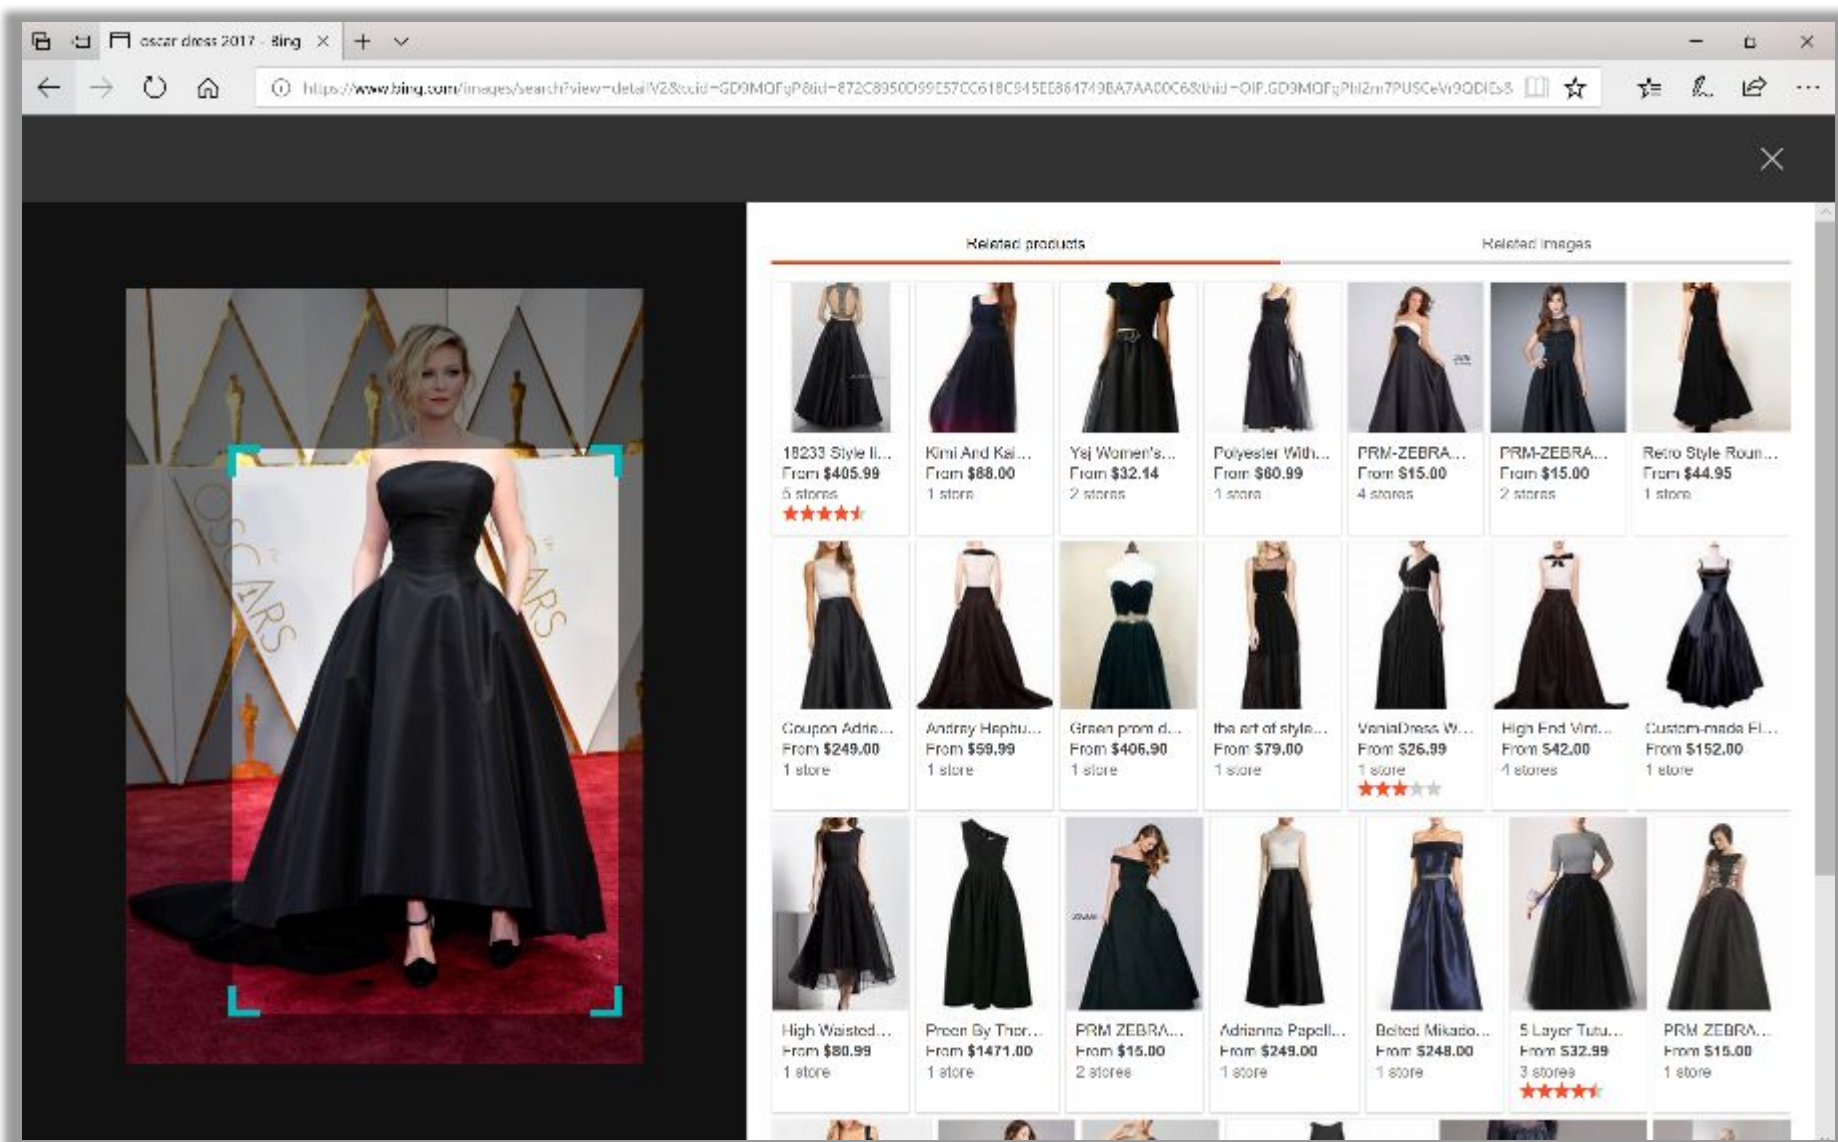 oscar dress 2017 - Bing
Related products
Related images
18233 Style li...
From $405.99
5 stores
Kimi And Kai...
From $88.00
1 store
Yaj Women's...
From $32.14
2 stores
Polyester With...
From $60.99
1 store
PRM-ZEBRA...
From $15.00
4 stores
PRM-ZEBRA...
From $15.00
2 stores
Retro Style Roun...
From $44.95
1 store
Coupon Adria...
From $249.00
1 store
Andrey Hepbu...
From $59.99
1 store
Green prom d...
From $406.90
1 store
the art of style...
From $79.00
1 store
VeniaDress W...
From $26.99
1 store
High End Vint...
From $42.00
4 stores
Custom-made El...
From $152.00
1 store
High Waisted...
From $80.99
1 store
Preen By Thor...
From $1471.00
1 store
PRM ZEBRA...
From $15.00
2 stores
Adrianna Papell...
From $249.00
1 store
Belted Mikado...
From $248.00
1 store
5 Layer Tutu...
From $32.99
3 stores
PRM ZEBRA...
From $15.00
1 store
OSCARS
THE
CARS